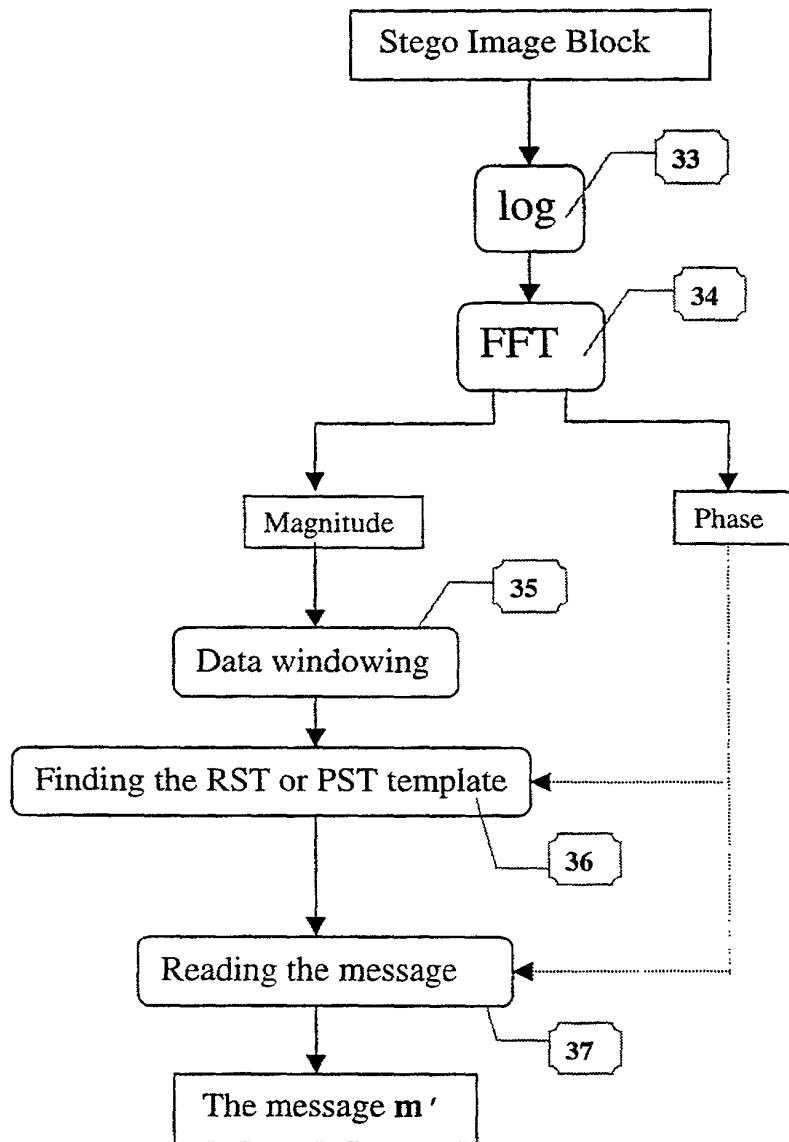 Stego Image Block
33
log
34
FFT
Magnitude
Phase
35
Data windowing
Finding the RST or PST template
36
Reading the message
37
The message m′